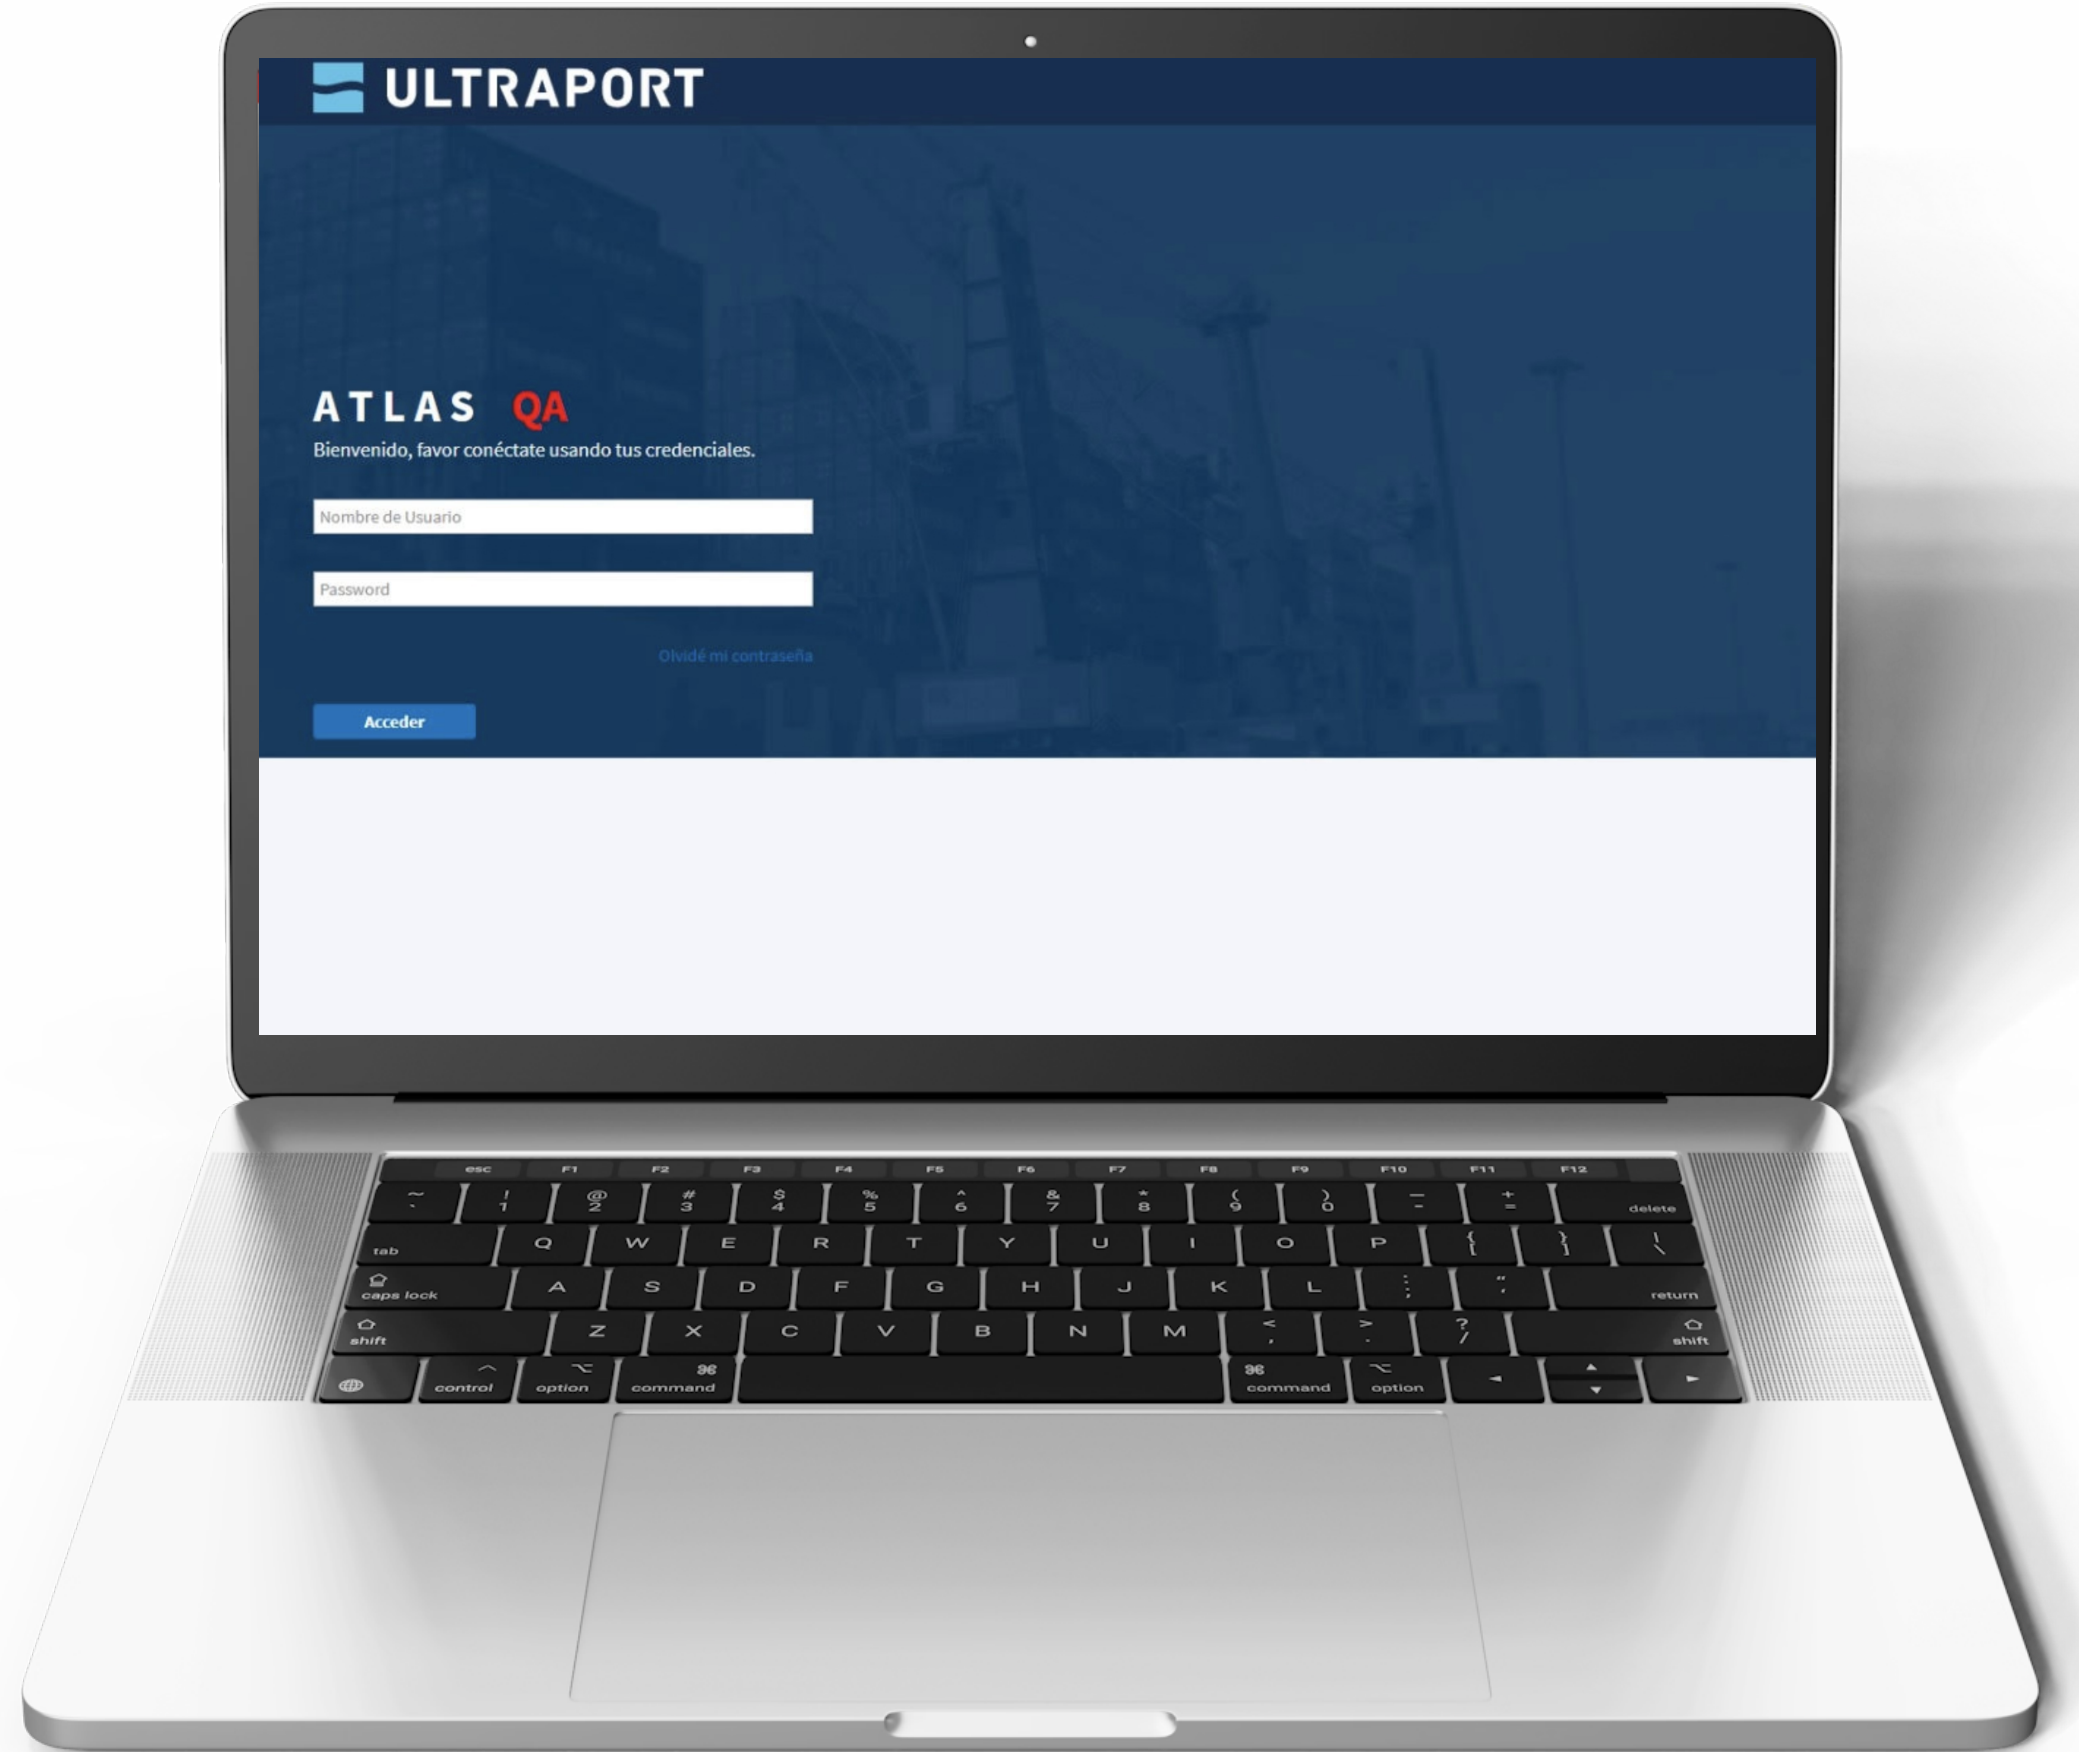 ULTRAPORT
ATLAS QA
Bienvenido, favor conéctate usando tus credenciales.
Nombre de Usuario
Password
Olvidé mi contraseña
Acceder
esc F1 F2 F3 F4 F5 F6 F7 F8 F9 F10 F11 F12
~ ! @ # $ % ^ & * ( ) — +
` 1 2 3 4 5 6 7 8 9 0 - = delete
tab Q W E R T Y U I O P { [ } ] | \
caps lock A S D F G H J K L : ; " ' return
shift Z X C V B N M < , > . ? / shift
control option ⌘ command ⌘ command option